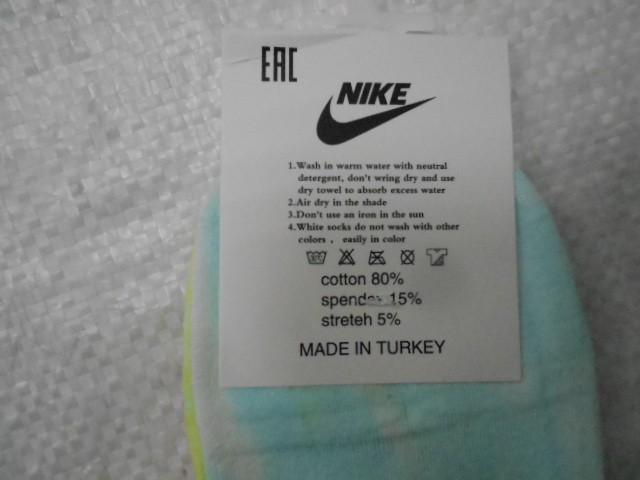 EAC
NIKE
1.Wash in warm water with neutral
detergent, don't wring dry and use
dry towel to absorb excess water
2.Air dry in the shade
3.Don't use an iron in the sun
4.White socks do not wash with other
colors , easily in color
cotton 80%
15%
streteh 5%
MADE IN TURKEY